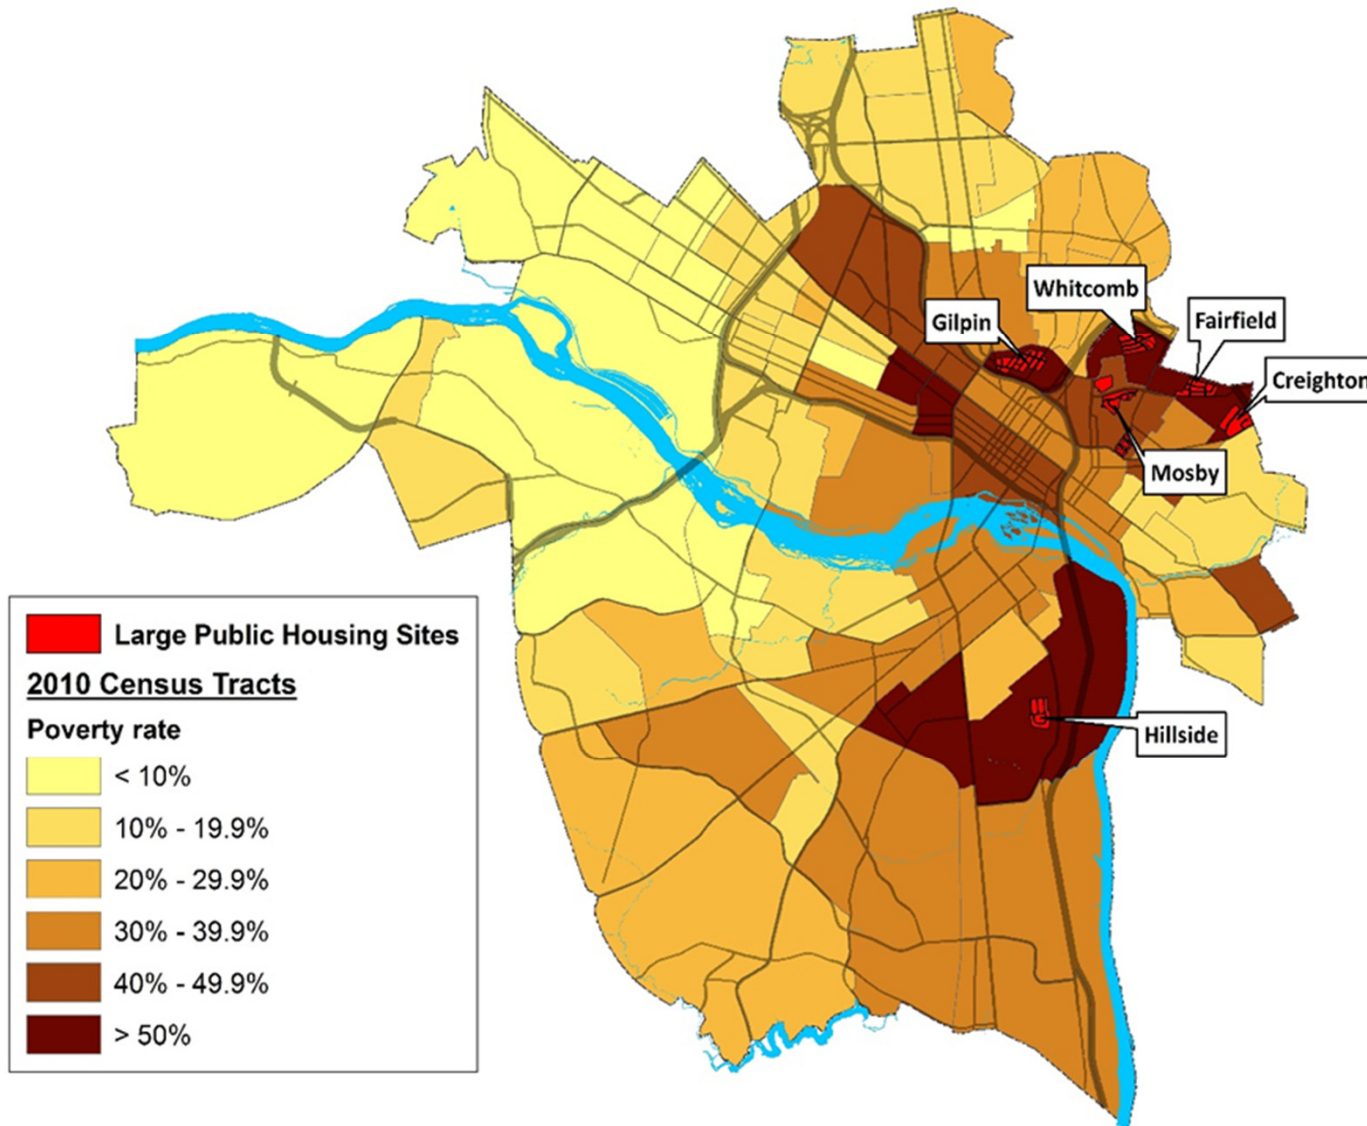 Whitcomb
Gilpin
Fairfield
Creighton
Mosby
Hillside
Large Public Housing Sites
2010 Census Tracts
Poverty rate
< 10%
10% - 19.9%
20% - 29.9%
30% - 39.9%
40% - 49.9%
> 50%